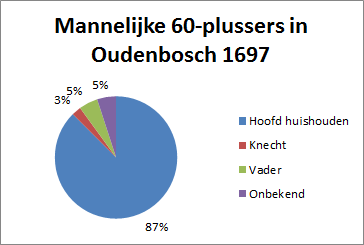 Mannelijke 60-plussers in
Oudenbosch 1697
5%
5%
3%
87%
Hoofd huishouden
Knecht
Vader
Onbekend